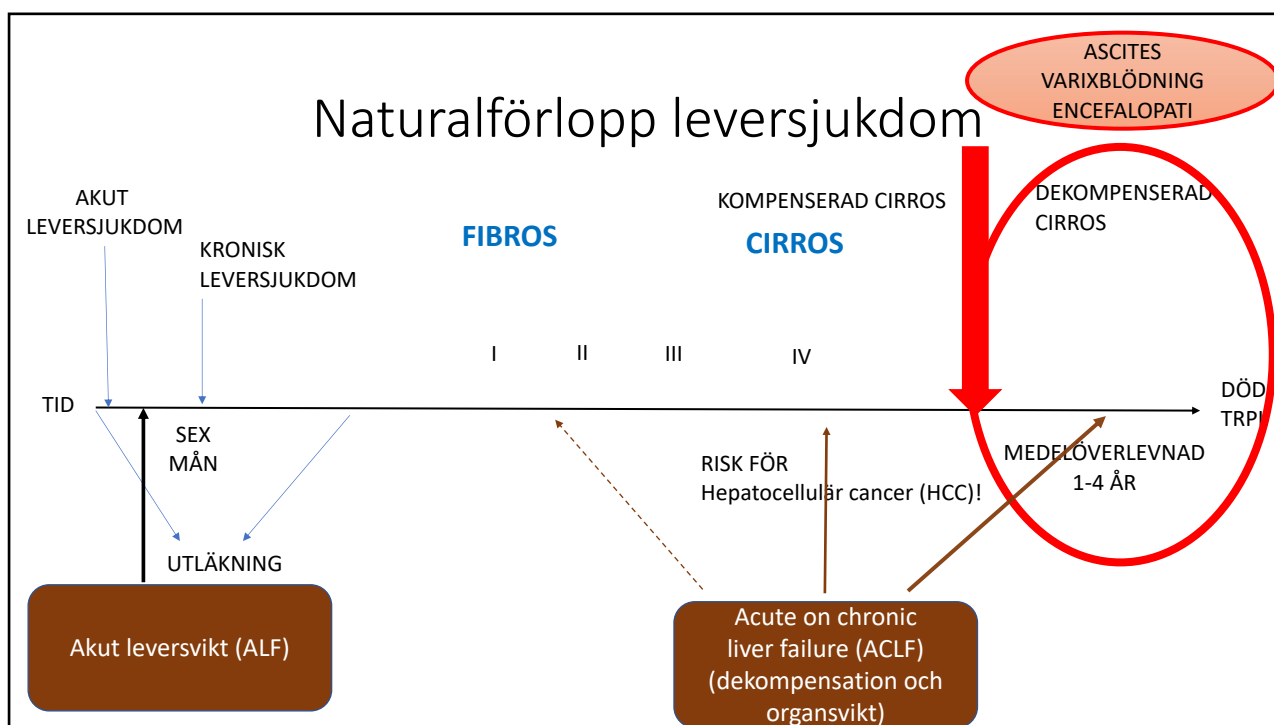 ASCITES
VARIXBLÖDNING
ENCEFALOPATI
Naturalförlopp leversjukdom
AKUT
LEVERSJUKDOM
KRONISK
LEVERSJUKDOM
FIBROS
KOMPENSERAD CIRROS
CIRROS
DEKOMPENSERAD
CIRROS
I II III IV
TID
DÖD
TRPL
SEX
MÅN
RISK FÖR
Hepatocellulär cancer (HCC)!
MEDELÖVERLEVNAD
1-4 ÅR
UTLÄKNING
Akut leversvikt (ALF)
Acute on chronic
liver failure (ACLF)
(dekompensation och
organsvikt)